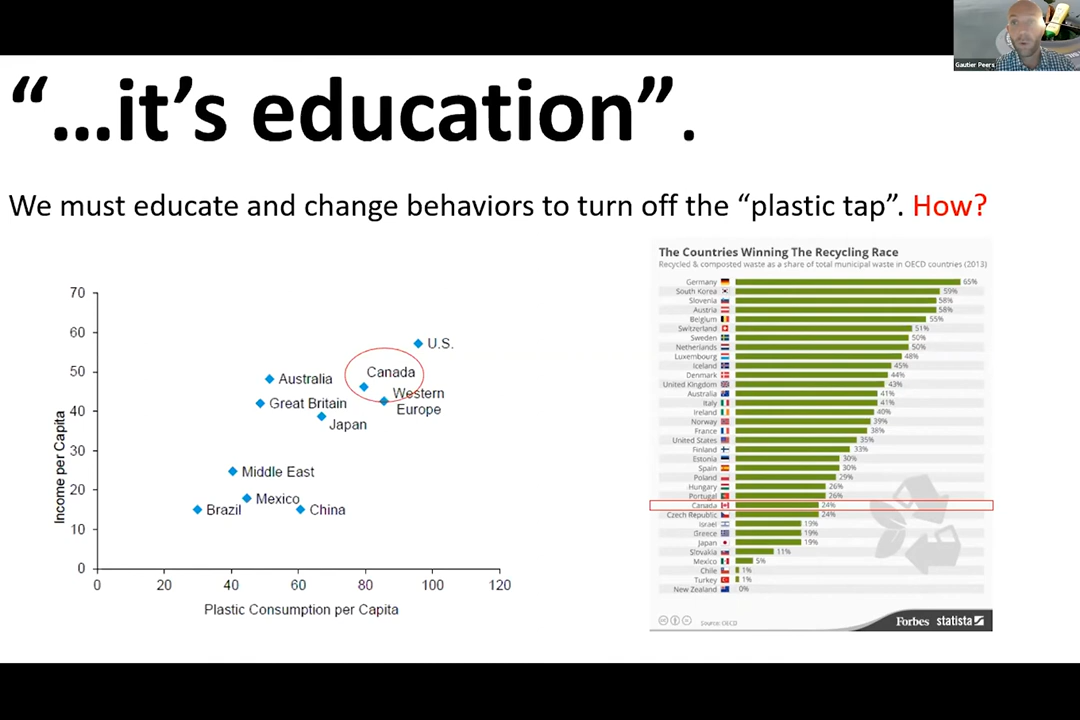 Gautier Peers
“...it’s education”.
We must educate and change behaviors to turn off the “plastic tap”. How?
70
60
50
40
30
20
10
0
Income per Capita
U.S.
Canada
Australia
Western
Europe
Great Britain
Japan
Middle East
Mexico
Brazil
China
0 20 40 60 80 100 120
Plastic Consumption per Capita
The Countries Winning The Recycling Race
Recycled & composted waste as a share of total municipal waste in OECD countries (2013)
Germany 65%
South Korea 59%
Slovenia 58%
Austria 58%
Belgium 55%
Switzerland 51%
Sweden 50%
Netherlands 50%
Luxembourg 48%
Iceland 45%
Denmark 44%
United Kingdom 43%
Australia 41%
Italy 41%
Ireland 40%
Norway 39%
France 38%
United States 35%
Finland 33%
Estonia 30%
Spain 30%
Poland 29%
Hungary 26%
Portugal 26%
Canada 24%
Czech Republic 24%
Israel 19%
Greece 19%
Japan 19%
Slovakia 11%
Mexico 5%
Chile 1%
Turkey 1%
New Zealand 0%
Source: OECD
Forbes statista